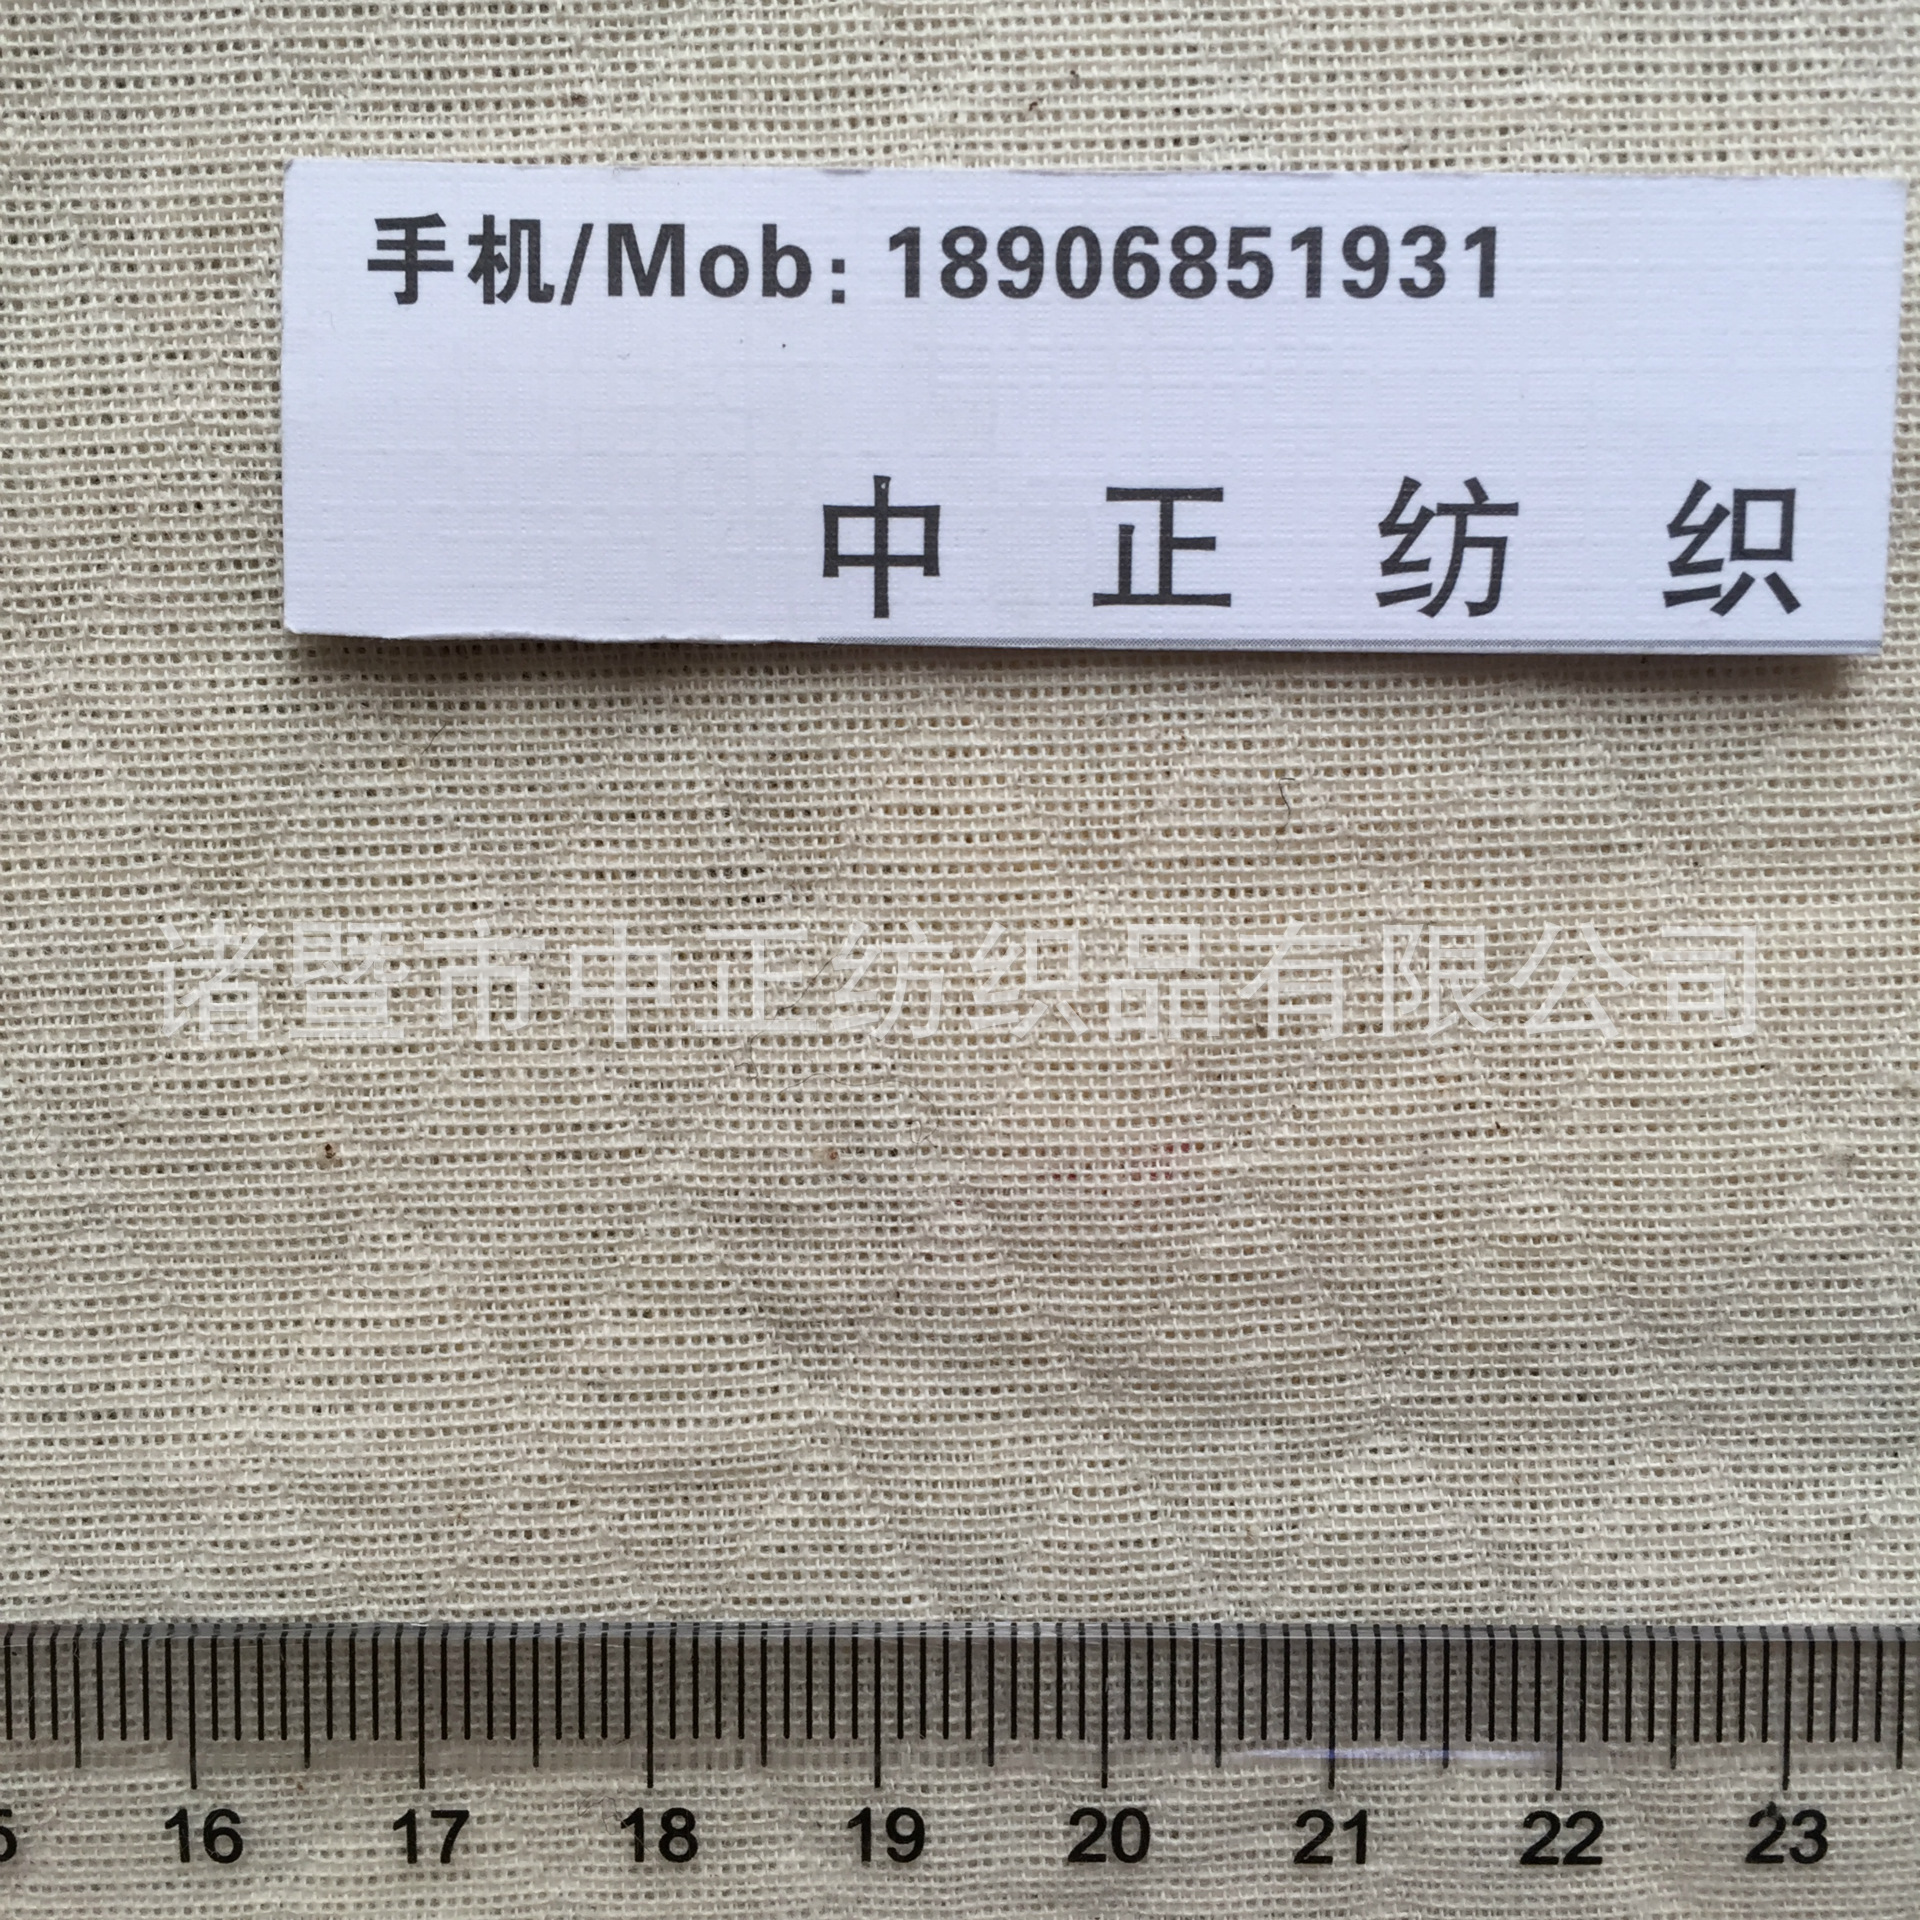 手机/Mob: 18906851931
中正纺织
诸暨市中正纺织品有限公司
16 17 18 19 20 21 22 23